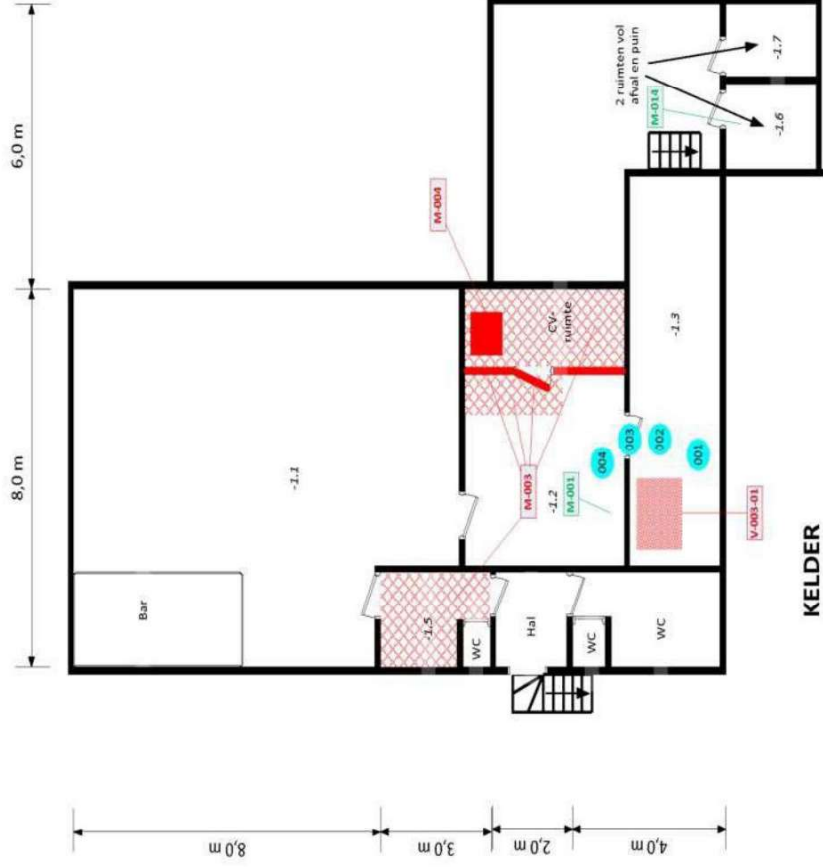 6,0 m
8,0 m
8,0 m
3,0 m
2,0 m
4,0 m
Bar
-1.1
M-004
2 ruimten vol
afval en puin
-1.7
M-014
-1.6
CV-
ruimte
-1.3
M-003
-1.2
M-001
004
003
002
001
V-003-01
-1.5
WC
Hal
WC
WC
KELDER